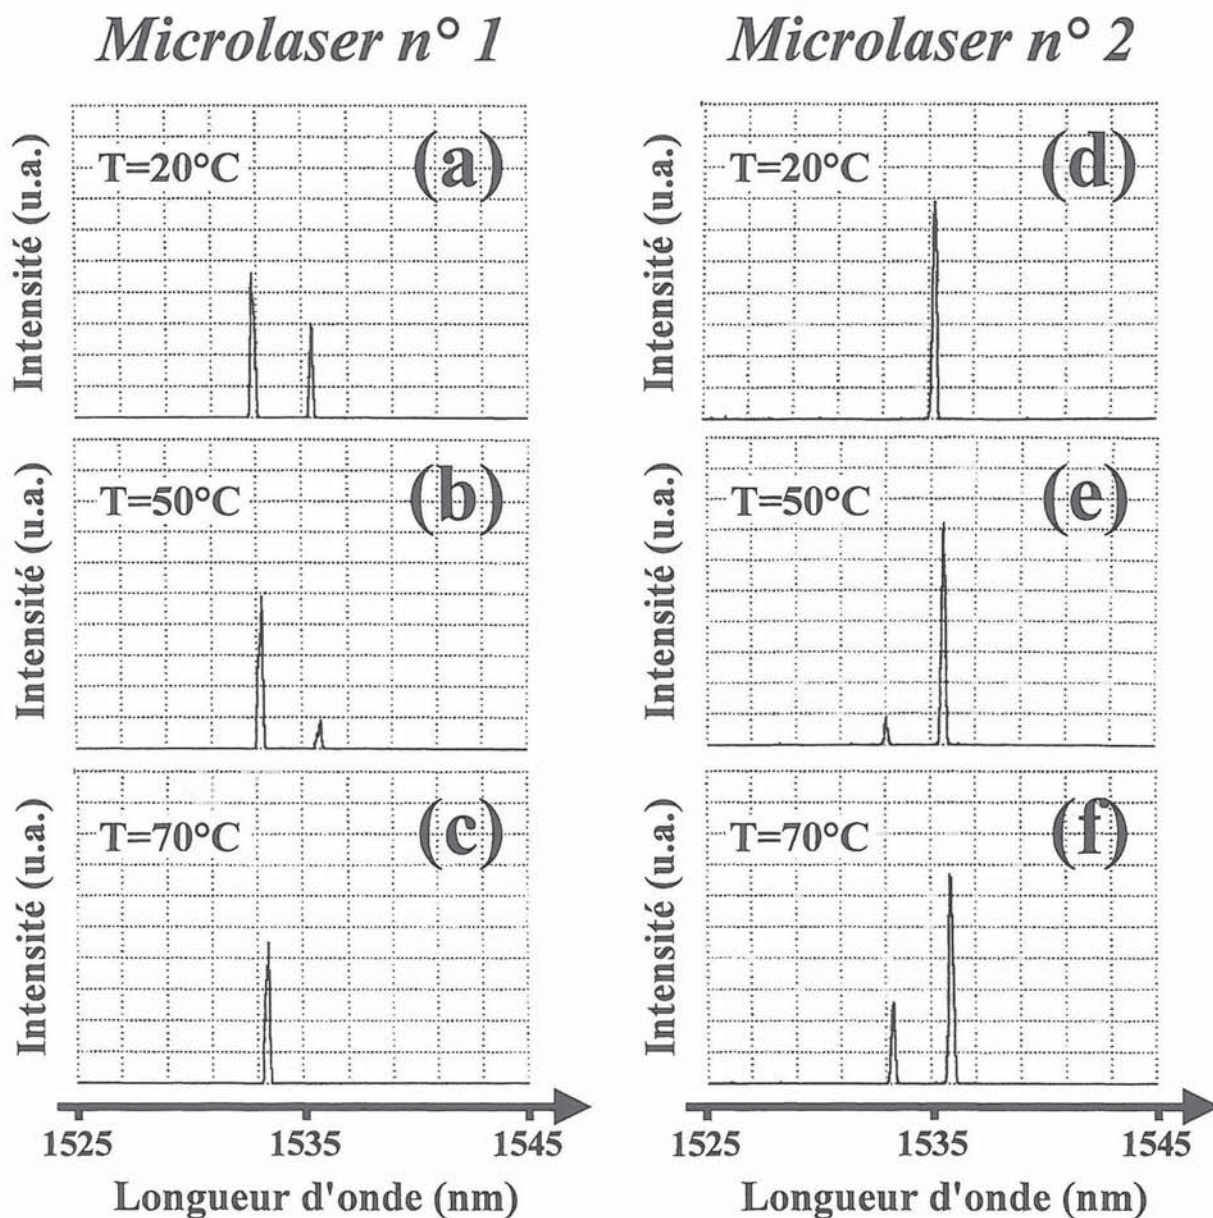 Microlaser n° 1
Microlaser n° 2
Intensité (u.a.)
T=20°C
(a)
Intensité (u.a.)
T=20°C
(d)
Intensité (u.a.)
T=50°C
(b)
Intensité (u.a.)
T=50°C
(e)
Intensité (u.a.)
T=70°C
(c)
Intensité (u.a.)
T=70°C
(f)
1525 1535 1545
1525 1535 1545
Longueur d'onde (nm)
Longueur d'onde (nm)